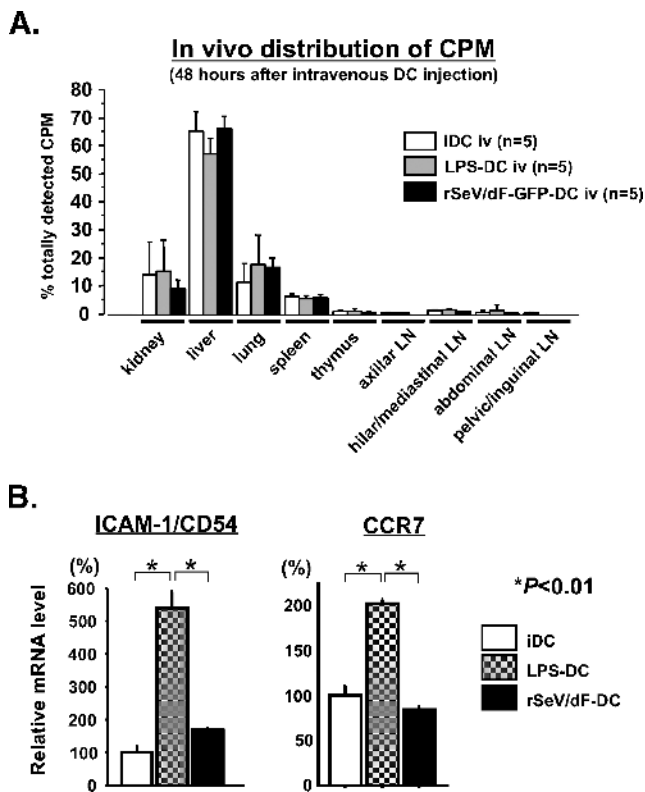 A.
In vivo distribution of CPM
(48 hours after intravenous DC injection)
% totally detected CPM
80
70
60
50
40
30
20
10
0
IDC iv (n=5)
LPS-DC iv (n=5)
rSeV/dF-GFP-DC iv (n=5)
kidney
liver
lung
spleen
thymus
axillar LN
hilar/mediastinal LN
abdominal LN
pelvic/inguinal LN
B.
ICAM-1/CD54
(%)
Relative mRNA level
600
500
400
300
200
100
0
* *
CCR7
(%)
200
150
100
50
0
* *
*P<0.01
iDC
LPS-DC
rSeV/dF-DC